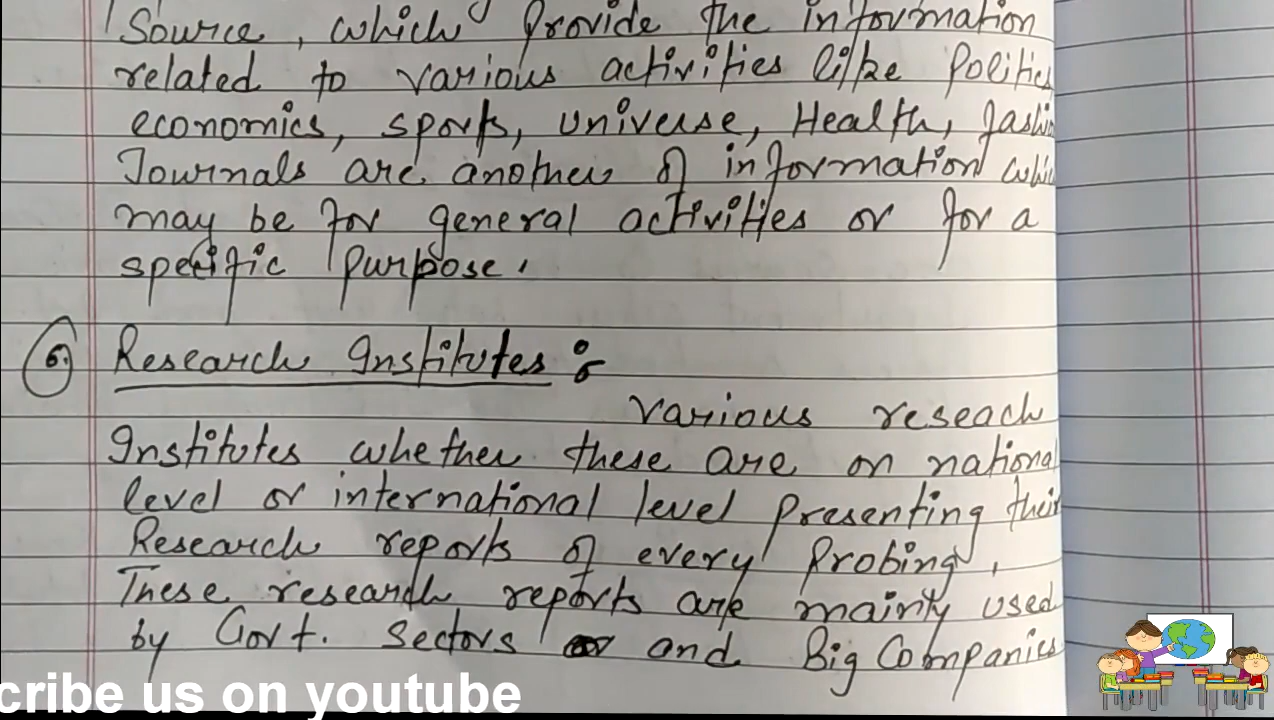 Source, which provide the information
related to various activities like Politics
economics, sports, universe, Health, fashi
Journals are another of information whi
may be for general activities or for a
specific Purpose.
6. Research Institutes :-
various reseach
Institutes whether these are on national
level or international level Presenting their
Research reports of every Probing,
These research reports are mainly used
by Govt. Sectors and Big Companies
cribe us on youtube